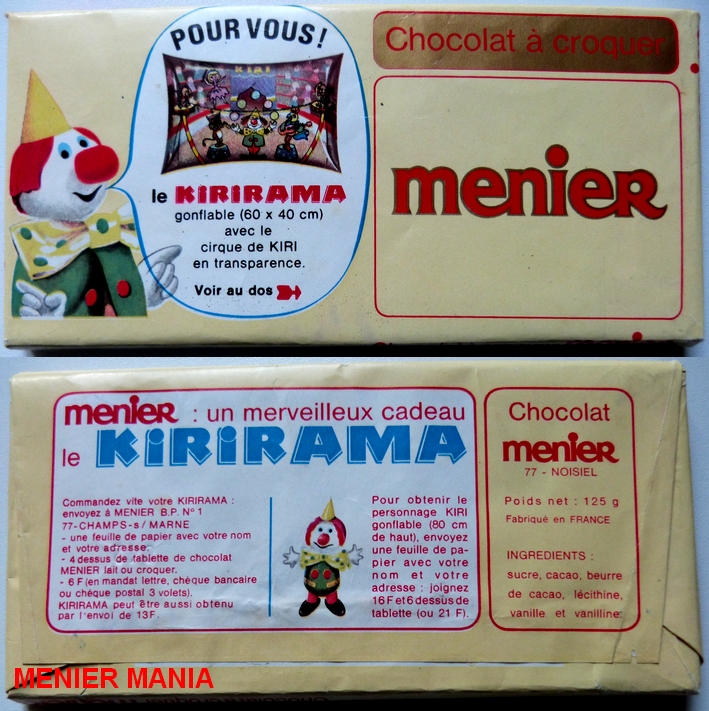 POUR VOUS!
KIRI
le KIRIRAMA
gonflable (60 x 40 cm)
avec le
cirque de KIRI
en transparence.
Voir au dos
Chocolat à croquer
menier
menier : un merveilleux cadeau
le KIRIRAMA
Commandez vite votre KIRIRAMA :
envoyez à MENIER B.P. N° 1
77-CHAMPS-s/MARNE
- une feuille de papier avec votre nom
et votre adresse.
- 4 dessus de tablette de chocolat
MENIER lait ou croquer.
- 6 F (en mandat lettre, chèque bancaire
ou chèque postal 3 volets).
KIRIRAMA peut être aussi obtenu
par l'envoi de 13 F.
Pour obtenir le
personnage KIRI
gonflable (80 cm
de haut), envoyez
une feuille de pa-
pier avec votre
nom et votre
adresse : joignez
16 F et 6 dessus de
tablette (ou 21 F).
Chocolat
menier
77 - NOISIEL
Poids net : 125 g
Fabriqué en FRANCE
INGREDIENTS :
sucre, cacao, beurre
de cacao, lécithine,
vanille et vanilline.
MENIER MANIA